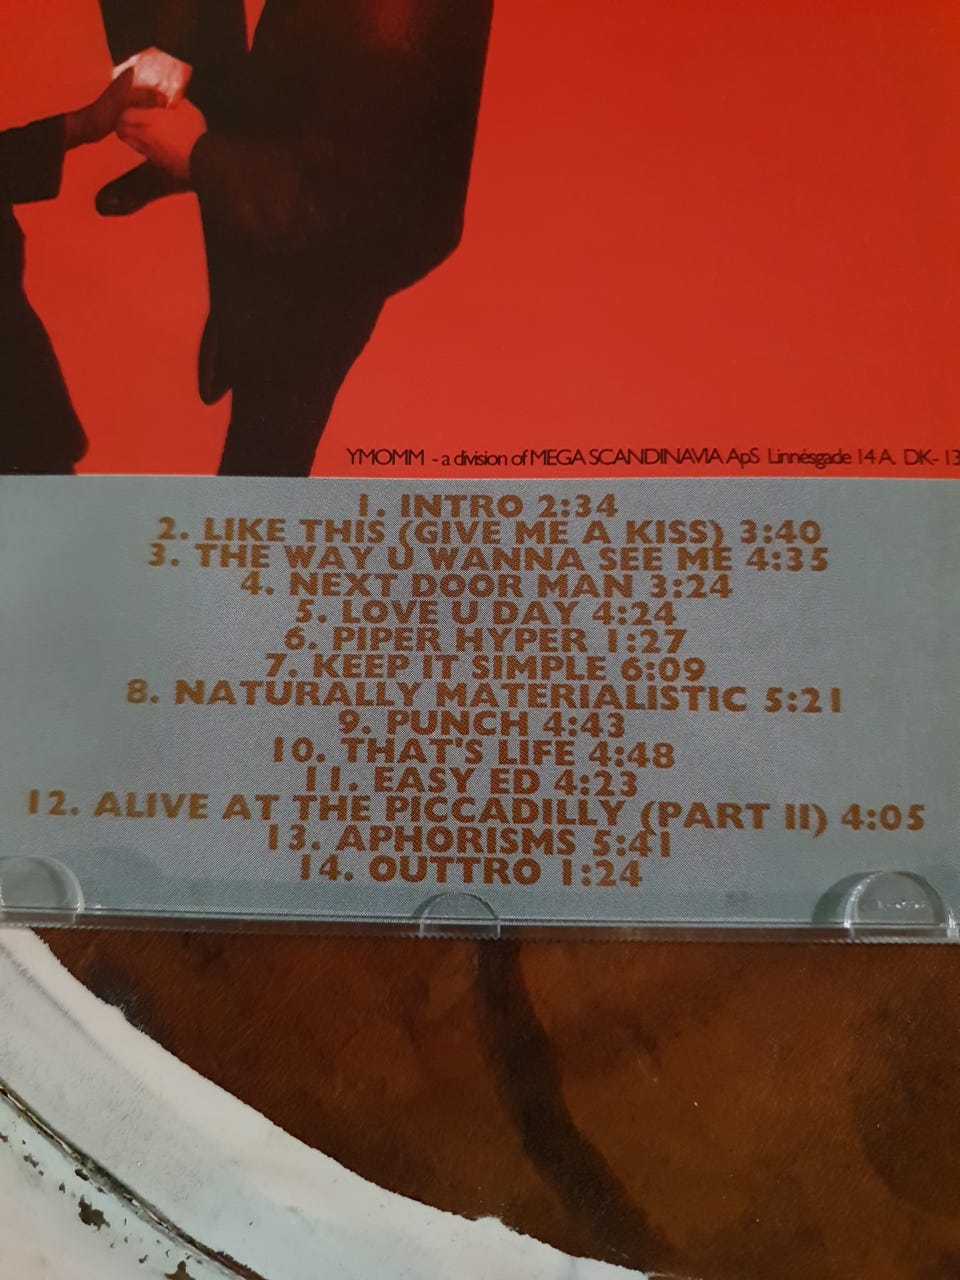 YMOMM - a division of MEGA SCANDINAVIA ApS Linnésgade 14 A. DK-13
1. INTRO 2:34
2. LIKE THIS (GIVE ME A KISS) 3:40
3. THE WAY U WANNA SEE ME 4:35
4. NEXT DOOR MAN 3:24
5. LOVE U DAY 4:24
6. PIPER HYPER 1:27
7. KEEP IT SIMPLE 6:09
8. NATURALLY MATERIALISTIC 5:21
9. PUNCH 4:43
10. THAT'S LIFE 4:48
11. EASY ED 4:23
12. ALIVE AT THE PICCADILLY (PART II) 4:05
13. APHORISMS 5:41
14. OUTTRO 1:24